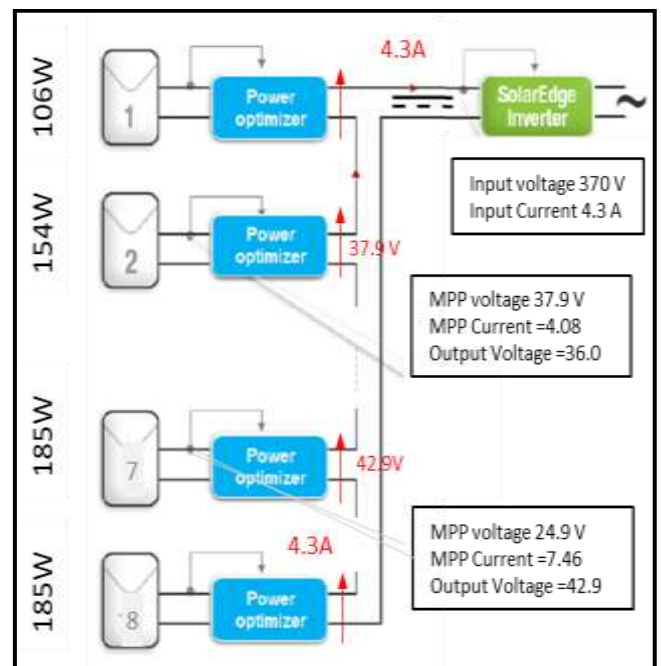 106W
4.3A
1
Power
optimizer
SolarEdge
Inverter
~
Input voltage 370 V
Input Current 4.3 A
154W
2
Power
optimizer
37.9 V
MPP voltage 37.9 V
MPP Current =4.08
Output Voltage =36.0
185W
7
Power
optimizer
42.9V
MPP voltage 24.9 V
MPP Current =7.46
Output Voltage =42.9
4.3A
185W
8
Power
optimizer